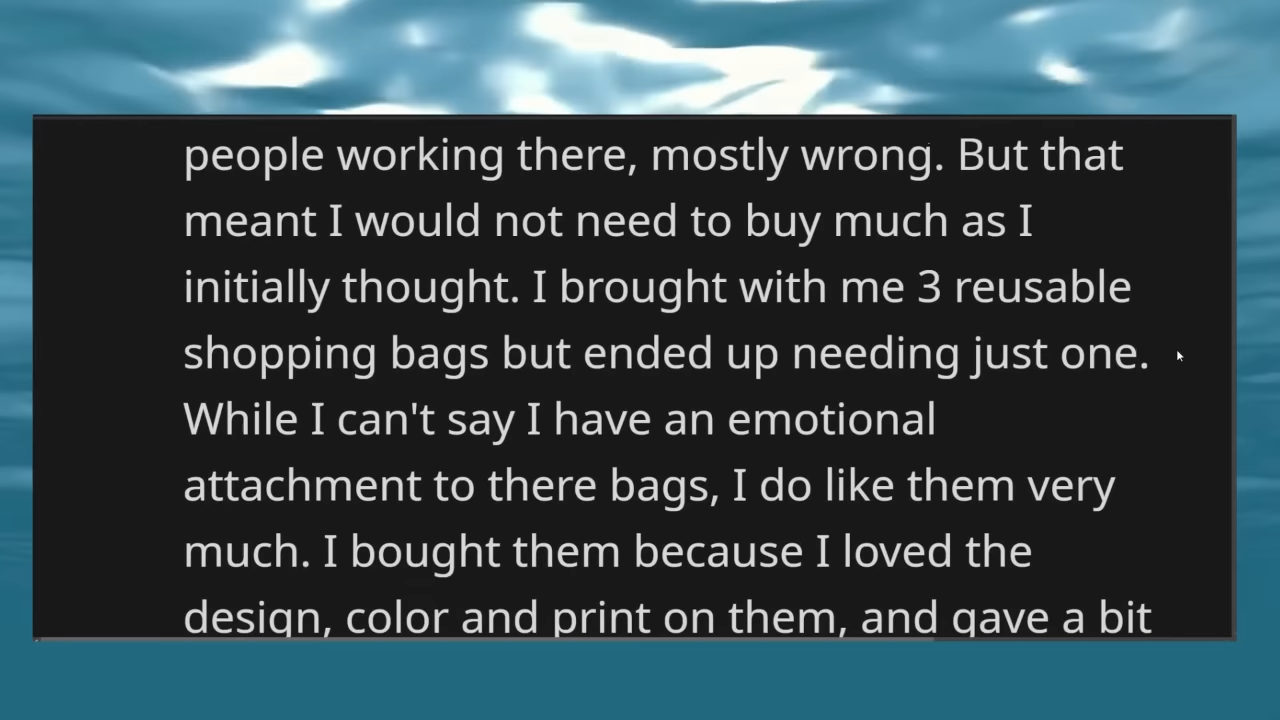 people working there, mostly wrong. But that
meant I would not need to buy much as I
initially thought. I brought with me 3 reusable
shopping bags but ended up needing just one.
While I can't say I have an emotional
attachment to there bags, I do like them very
much. I bought them because I loved the
design, color and print on them, and gave a bit